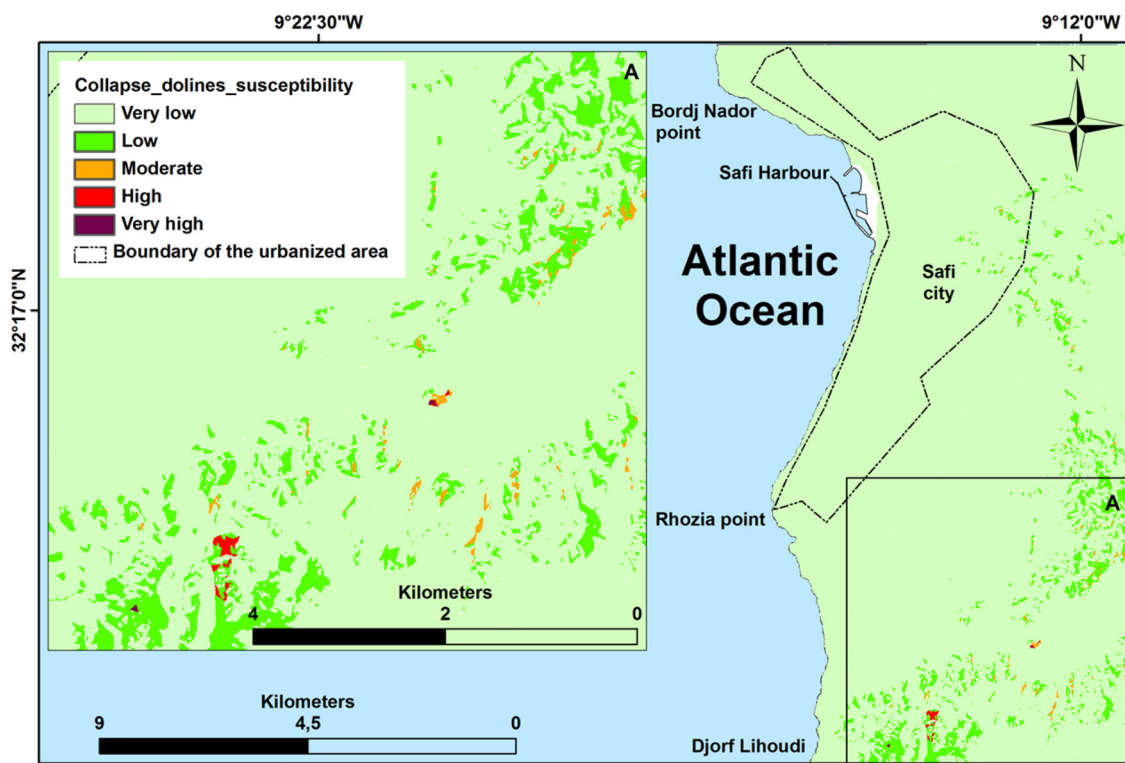 9°22'30"W
9°12'0"W
32°17'0"N
A
Collapse_dolines_susceptibility
Very low
Low
Moderate
High
Very high
Boundary of the urbanized area
Kilometers
4 2 0
Kilometers
9 4,5 0
N
Bordj Nador
point
Safi Harbour
Atlantic
Ocean
Safi
city
Rhozia point
A
Djorf Lihoudi